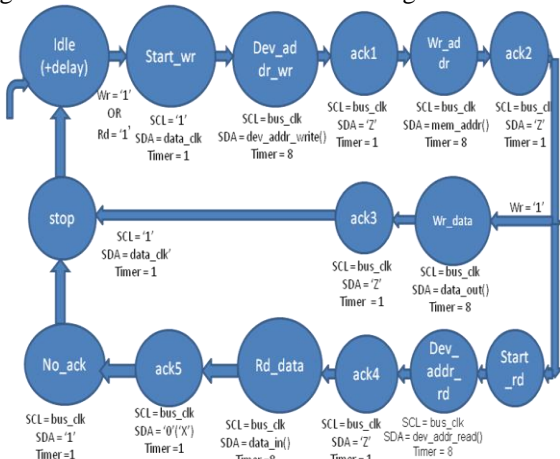 Idle
(+delay)
Start_wr
Dev_ad
dr_wr
ack1
Wr_ad
dr
ack2
Wr = '1'
OR
Rd = '1'
SCL = '1'
SDA = data_clk
Timer = 1
SCL = bus_clk
SDA = dev_addr_write()
Timer = 8
SCL = bus_clk
SDA = 'Z'
Timer = 1
SCL = bus_clk
SDA = mem_addr()
Timer = 8
SCL = bus_cl
SDA = 'Z'
Timer = 1
stop
SCL = '1'
SDA = data_clk'
Timer = 1
ack3
SCL = bus_clk
SDA = 'Z'
Timer = 1
Wr_data
SCL = bus_clk
SDA = data_out()
Timer = 8
Wr = '1'
No_ack
SCL = bus_clk
SDA = '1'
Timer =1
ack5
SCL = bus_clk
SDA = '0'('X')
Timer =1
Rd_data
SCL = bus_clk
SDA = data_in()
Timer =8
ack4
SCL = bus_clk
SDA = 'Z'
Timer = 1
Dev_
addr_
rd
SCL = bus_clk
SDA = dev_addr_read()
Timer = 8
Start
_rd